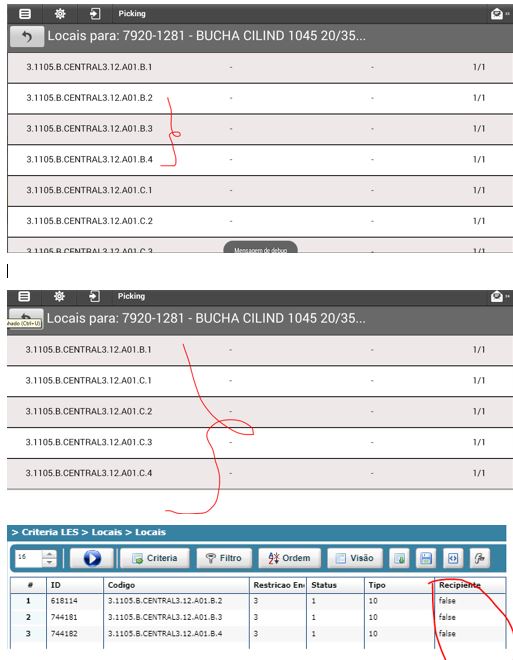 Picking
Locais para: 7920-1281 - BUCHA CILIND 1045 20/35...
3.1105.B.CENTRAL3.12.A01.B.1 - - 1/1
3.1105.B.CENTRAL3.12.A01.B.2 - - 1/1
3.1105.B.CENTRAL3.12.A01.B.3 - - 1/1
3.1105.B.CENTRAL3.12.A01.B.4 - - 1/1
3.1105.B.CENTRAL3.12.A01.C.1 - - 1/1
3.1105.B.CENTRAL3.12.A01.C.2 - - 1/1
3.1105.B.CENTRAL3.12.A01.C.3 1/1
Mensagem de debug
Picking
Locais para: 7920-1281 - BUCHA CILIND 1045 20/35...
(Ctrl+U)
3.1105.B.CENTRAL3.12.A01.B.1 - - 1/1
3.1105.B.CENTRAL3.12.A01.C.1 - - 1/1
3.1105.B.CENTRAL3.12.A01.C.2 - - 1/1
3.1105.B.CENTRAL3.12.A01.C.3 - - 1/1
3.1105.B.CENTRAL3.12.A01.C.4 - - 1/1
> Criteria LES > Locais > Locais
16 Criteria Filtro Ordem Visão
# ID Codigo Restricao En Status Tipo Recipiente
1 618114 3.1105.B.CENTRAL3.12.A01.B.2 3 1 10 false
2 744181 3.1105.B.CENTRAL3.12.A01.B.3 3 1 10 false
3 744182 3.1105.B.CENTRAL3.12.A01.B.4 3 1 10 false